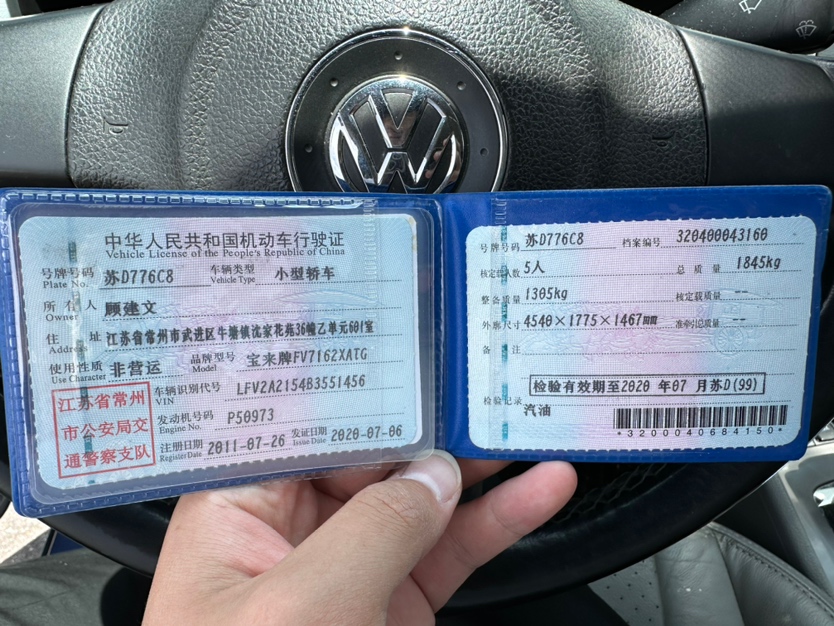 中华人民共和国机动车行驶证
Vehicle License of the People's Republic of China
号牌号码 苏D776C8 车辆类型 小型轿车
Plate No. Vehicle Type
所有人 顾建文
Owner
住址 江苏省常州市武进区牛塘镇沈家花苑36幢乙单元601室
Address
使用性质 非营运 品牌型号 宝来牌FV7162XATG
Use Character Model
江苏省常州
市公安局交
通警察支队
车辆识别代号 LFV2A2154B3551456
VIN
发动机号码 P50973
Engine No.
注册日期 2011-07-26 发证日期 2020-07-06
Register Date Issue Date
号牌号码 苏D776C8 档案编号 320400043160
核定载人数 5人 总质量 1845kg
整备质量 1305kg 核定载质量 --
外廓尺寸 4540×1775×1467mm 准牵引总质量 --
备注
检验有效期至2020 年07 月苏D(99)
检验记录
汽油
*3200040684150*